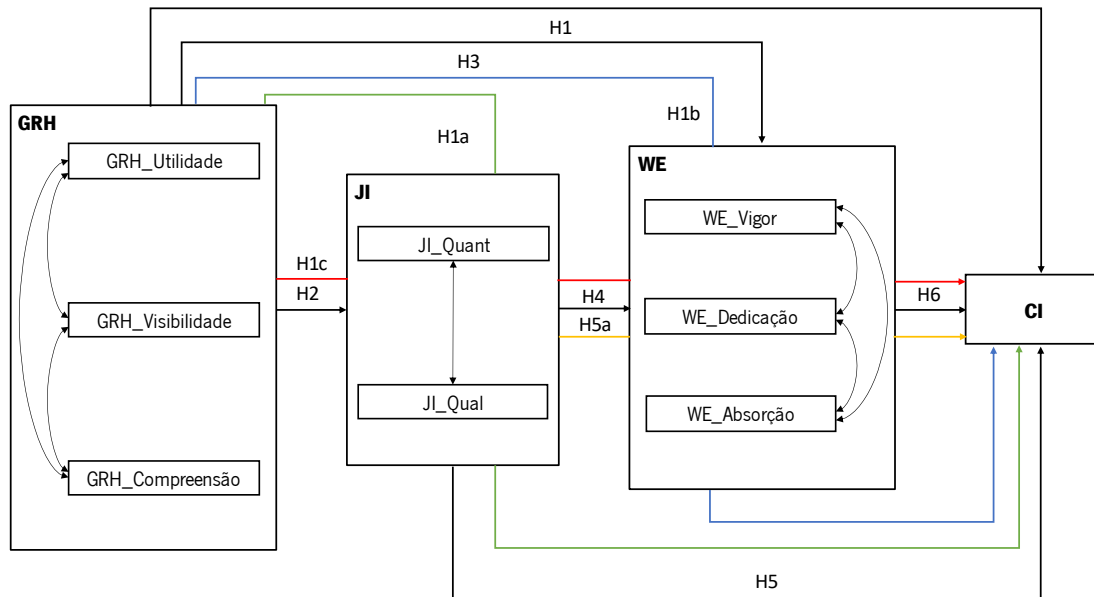 H1
H3
H1a
H1b
GRH
GRH_Utilidade
GRH_Visibilidade
GRH_Compreensão
H1c
H2
JI
JI_Quant
JI_Qual
H4
H5a
WE
WE_Vigor
WE_Dedicação
WE_Absorção
H6
CI
H5